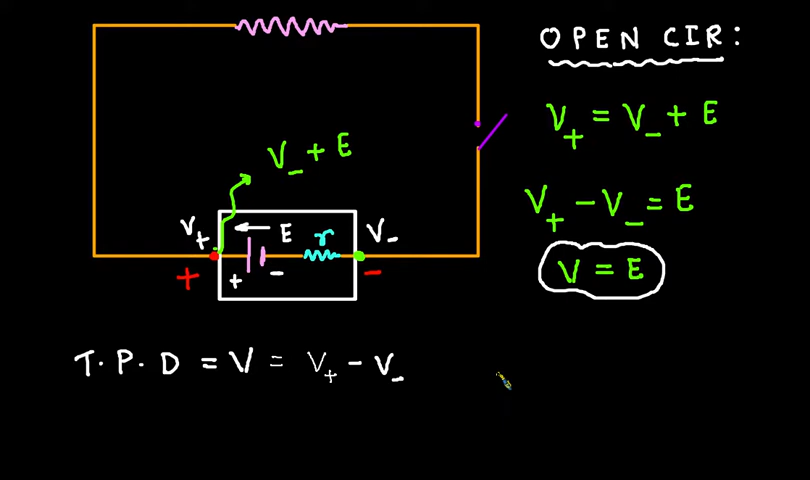 OPEN CIR:
V₊ = V₋ + E
V₋ + E
V₊ - V₋ = E
V₊ E r V₋
+ + - -
V = E
T.P.D = V = V₊ - V₋